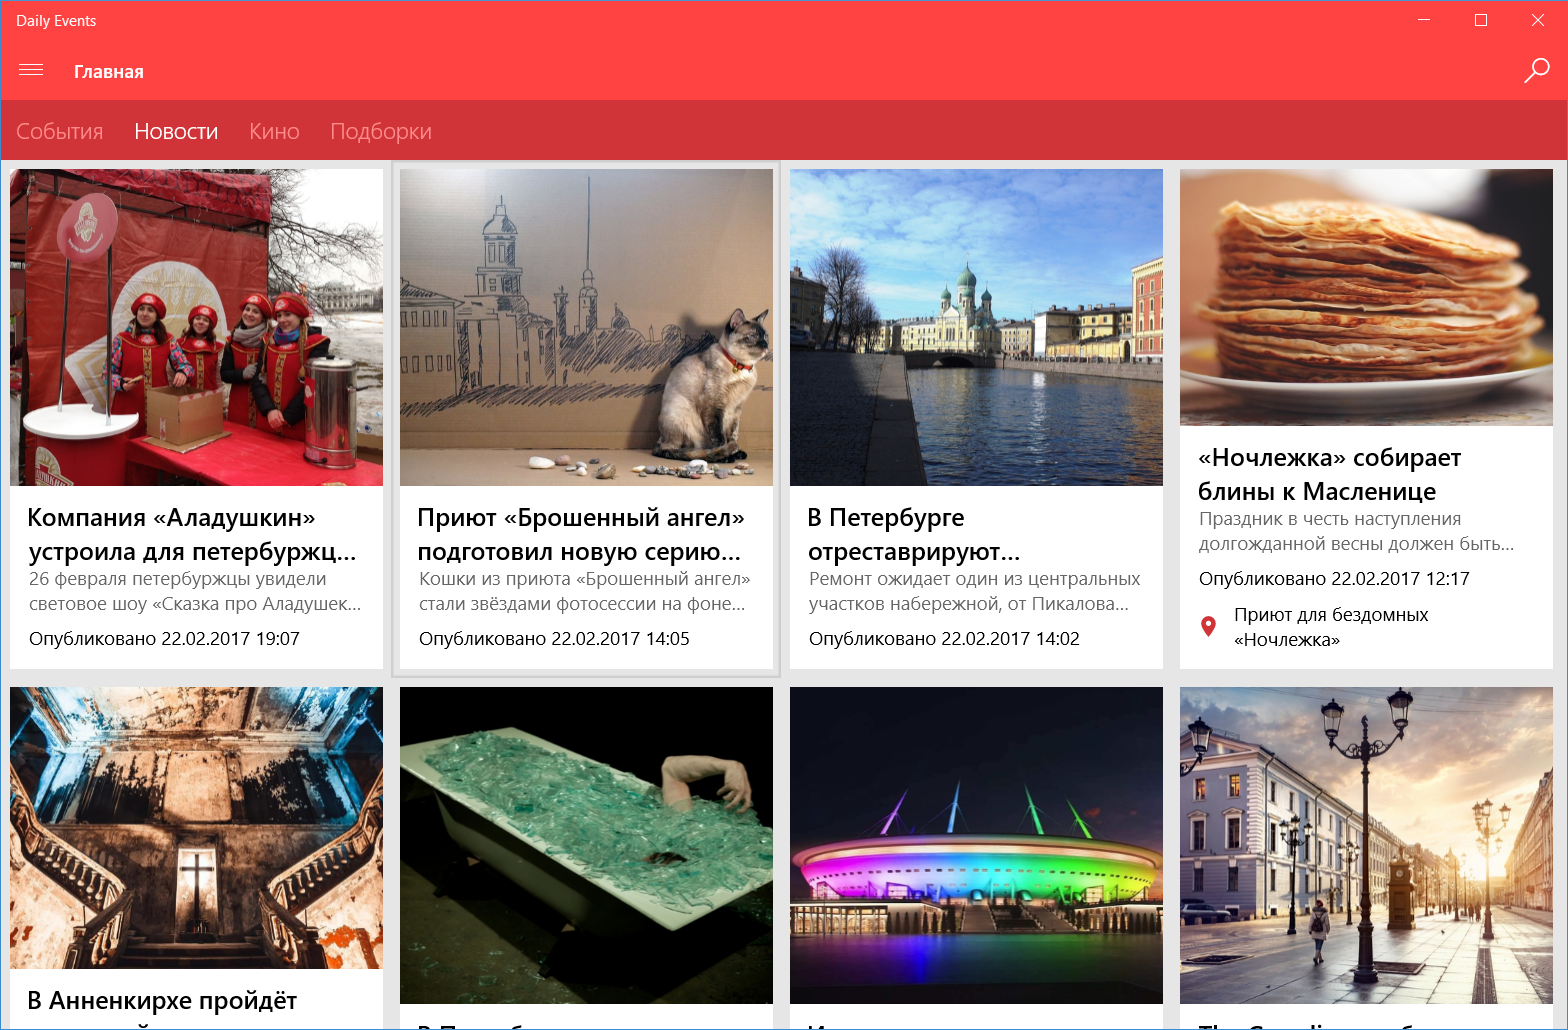 Daily Events
Главная
События Новости Кино Подборки
Компания «Аладушкин»
устроила для петербуржц...
26 февраля петербуржцы увидели
световое шоу «Сказка про Аладушек...
Опубликовано 22.02.2017 19:07
Приют «Брошенный ангел»
подготовил новую серию...
Кошки из приюта «Брошенный ангел»
стали звёздами фотосессии на фоне...
Опубликовано 22.02.2017 14:05
В Петербурге
отреставрируют...
Ремонт ожидает один из центральных
участков набережной, от Пикалова...
Опубликовано 22.02.2017 14:02
«Ночлежка» собирает
блины к Масленице
Праздник в честь наступления
долгожданной весны должен быть...
Опубликовано 22.02.2017 12:17
Приют для бездомных
«Ночлежка»
В Анненкирхе пройдёт